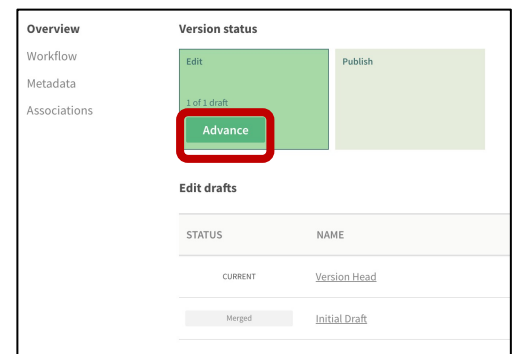 Overview
Workflow
Metadata
Associations
Version status
Edit
1 of 1 draft
Advance
Publish
Edit drafts
STATUS NAME
CURRENT Version Head
Merged Initial Draft